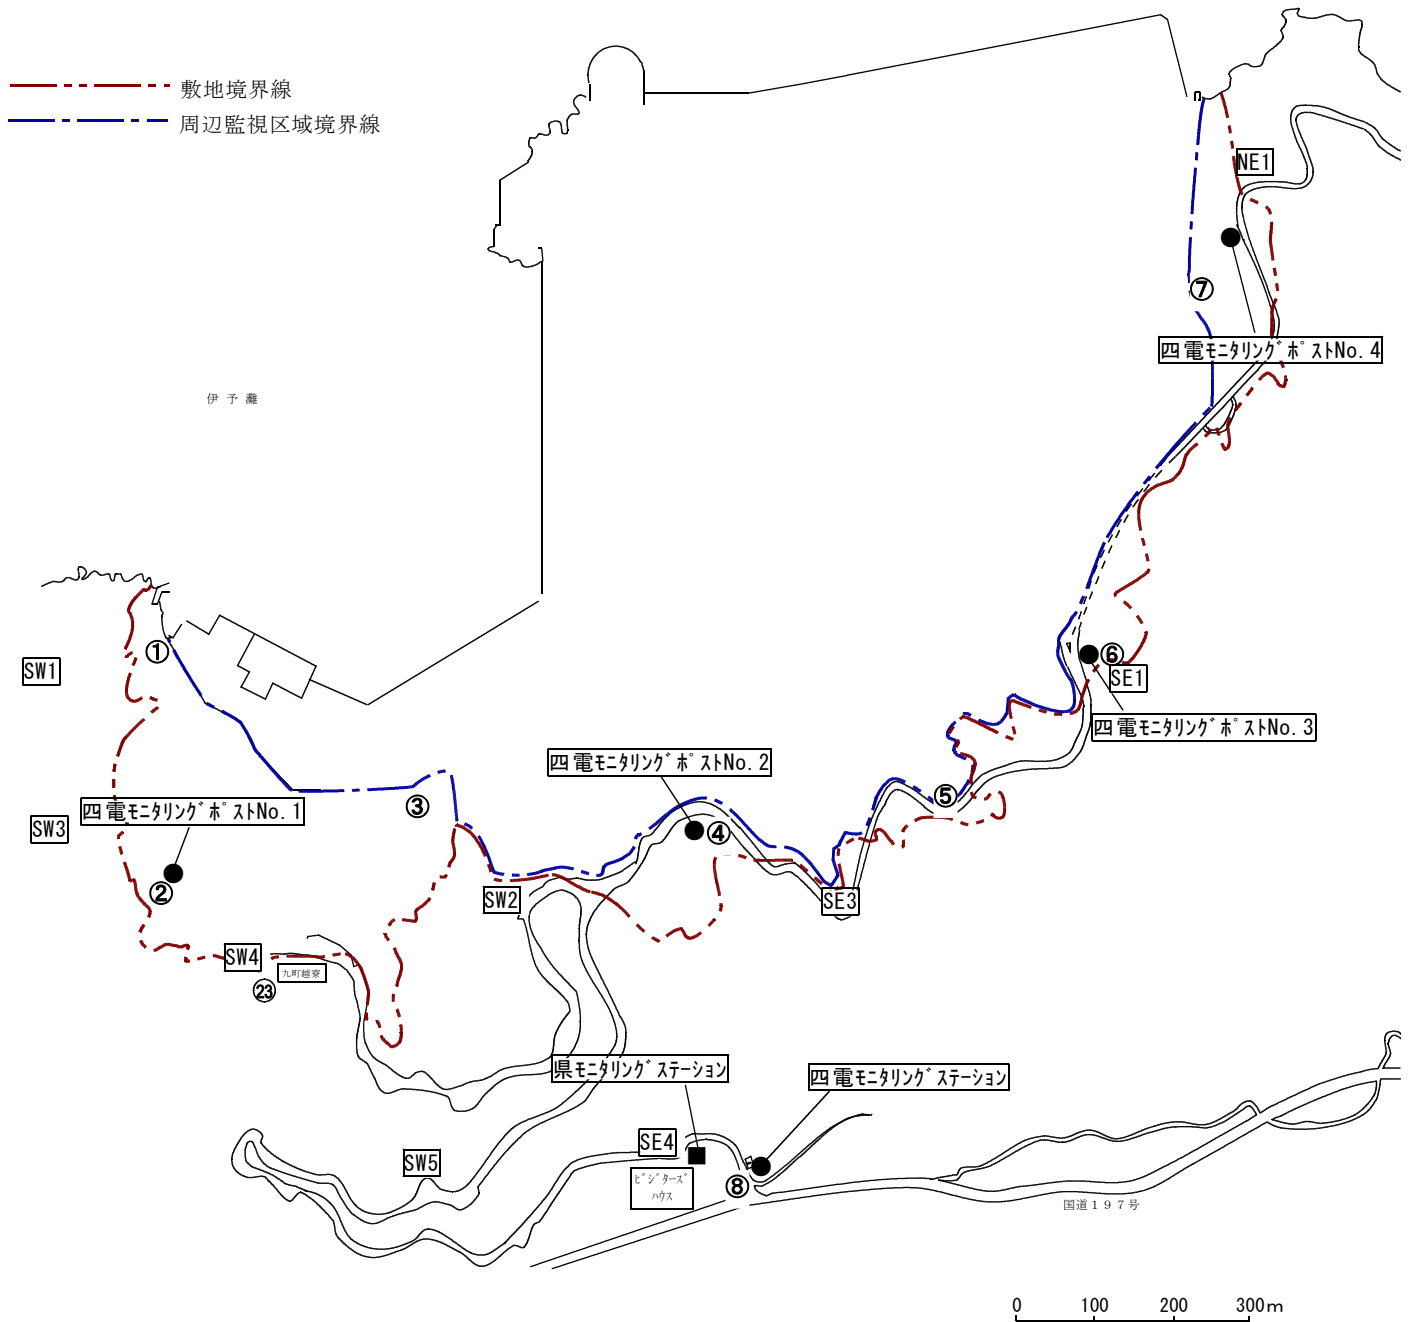 敷地境界線
周辺監視区域境界線
NE1
⑦
四電ﾓﾆﾀﾘﾝｸﾞﾎﾟｽﾄNo.4
伊予灘
①
SW1
⑥
SE1
四電ﾓﾆﾀﾘﾝｸﾞﾎﾟｽﾄNo.3
四電ﾓﾆﾀﾘﾝｸﾞﾎﾟｽﾄNo.2
③
⑤
四電ﾓﾆﾀﾘﾝｸﾞﾎﾟｽﾄNo.1
SW3
④
②
SW2
SE3
SW4
九町越寮
㉓
県ﾓﾆﾀﾘﾝｸﾞｽﾃｰｼｮﾝ
四電ﾓﾆﾀﾘﾝｸﾞｽﾃｰｼｮﾝ
SE4
SW5
ﾋﾞｼﾞﾀｰｽﾞ
ﾊｳｽ
⑧
国道197号
0 100 200 300m